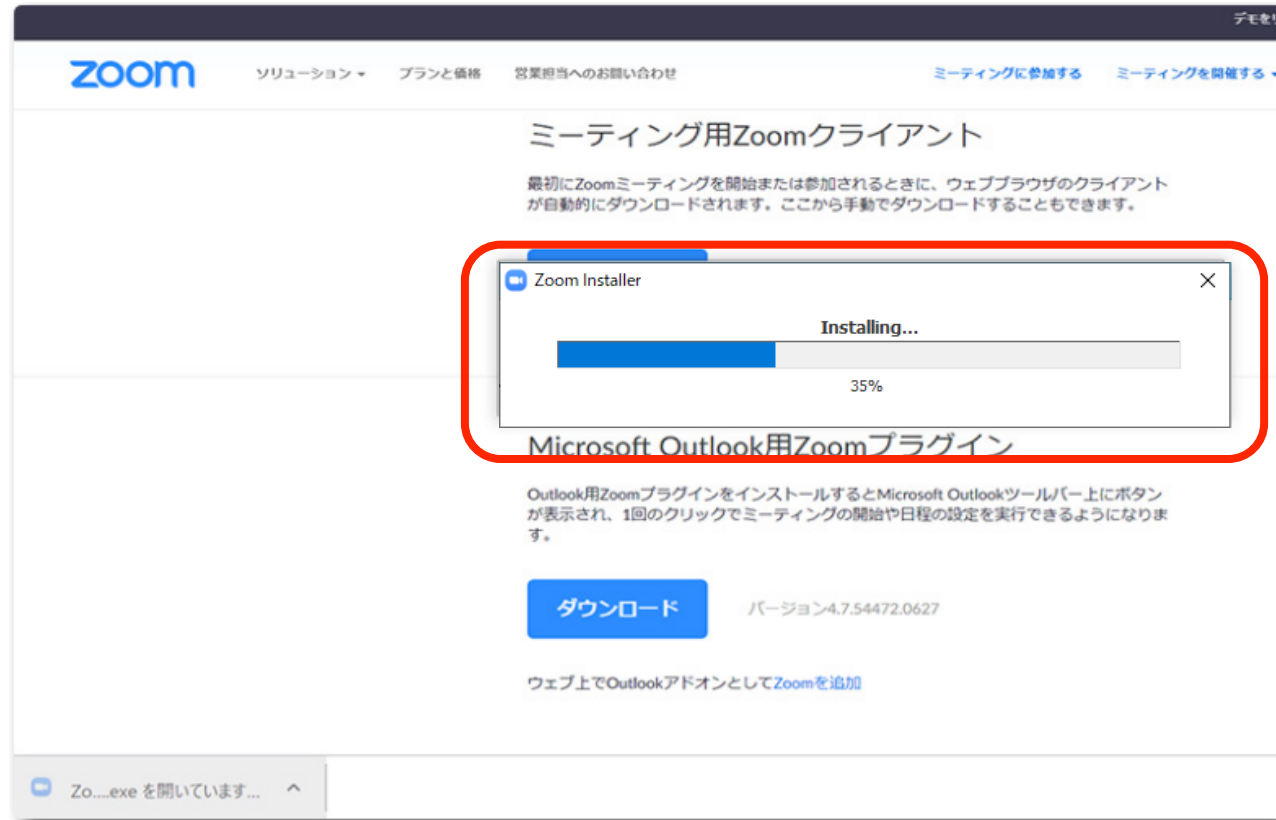 デモを
zoom ソリューション プランと価格 営業担当へのお問い合わせ ミーティングに参加する ミーティングを開催する
ミーティング用Zoomクライアント
最初にZoomミーティングを開始または参加されるときに、ウェブブラウザのクライアント
が自動的にダウンロードされます。ここから手動でダウンロードすることもできます。
Zoom Installer
Installing...
35%
Microsoft Outlook用Zoomプラグイン
Outlook用ZoomプラグインをインストールするとMicrosoft Outlookツールバー上にボタン
が表示され、1回のクリックでミーティングの開始や日程の設定を実行できるようになりま
す。
ダウンロード バージョン4.7.54472.0627
ウェブ上でOutlookアドオンとしてZoomを追加
Zo....exe を開いています...